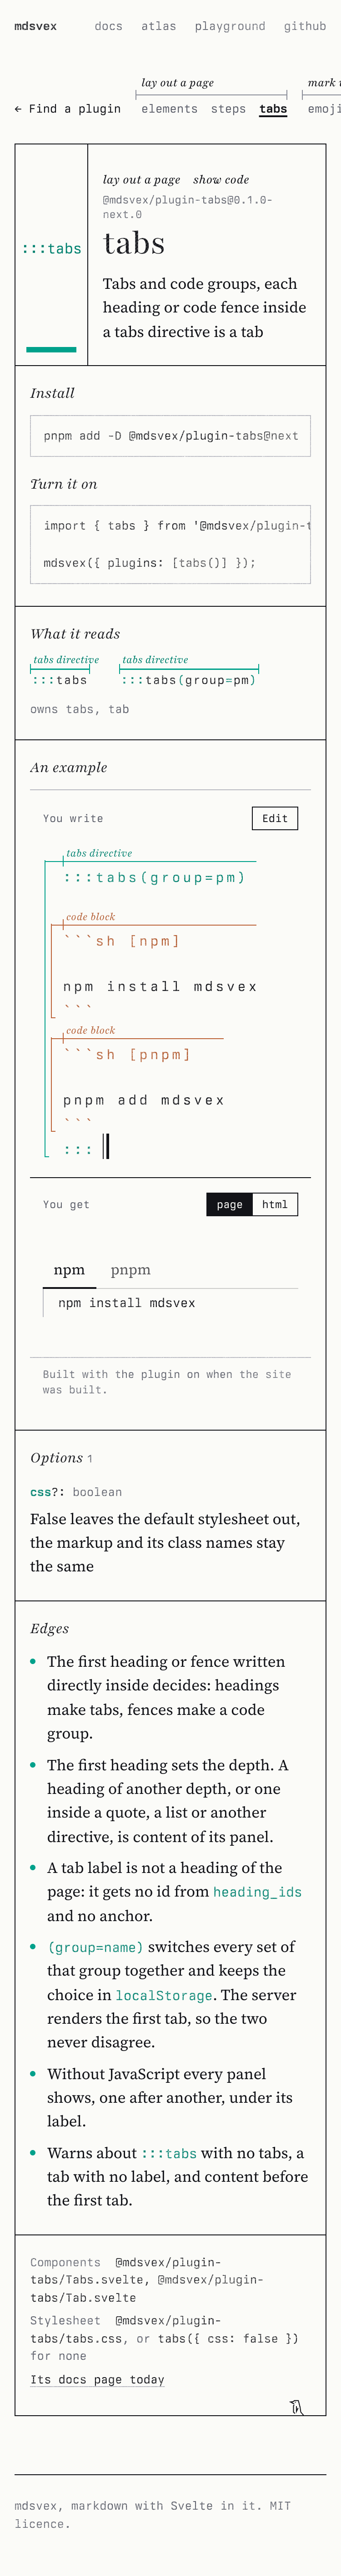 mdsvex docs atlas playground github
lay out a page mark
← Find a plugin elements steps tabs emoji
:::tabs
lay out a page show code
@mdsvex/plugin-tabs@0.1.0-
next.0
tabs
Tabs and code groups, each
heading or code fence inside
a tabs directive is a tab
Install
pnpm add -D @mdsvex/plugin-tabs@next
Turn it on
import { tabs } from '@mdsvex/plugin-t
mdsvex({ plugins: [tabs()] });
What it reads
tabs directive tabs directive
:::tabs :::tabs(group=pm)
owns tabs, tab
An example
You write Edit
tabs directive
:::tabs(group=pm)
code block
```sh [npm]
npm install mdsvex
```
code block
```sh [pnpm]
pnpm add mdsvex
```
:::
You get page html
npm pnpm
npm install mdsvex
Built with the plugin on when the site
was built.
Options 1
css?: boolean
False leaves the default stylesheet out,
the markup and its class names stay
the same
Edges
The first heading or fence written
directly inside decides: headings
make tabs, fences make a code
group.
The first heading sets the depth. A
heading of another depth, or one
inside a quote, a list or another
directive, is content of its panel.
A tab label is not a heading of the
page: it gets no id from heading_ids
and no anchor.
(group=name) switches every set of
that group together and keeps the
choice in localStorage. The server
renders the first tab, so the two
never disagree.
Without JavaScript every panel
shows, one after another, under its
label.
Warns about :::tabs with no tabs, a
tab with no label, and content before
the first tab.
Components @mdsvex/plugin-
tabs/Tabs.svelte, @mdsvex/plugin-
tabs/Tab.svelte
Stylesheet @mdsvex/plugin-
tabs/tabs.css, or tabs({ css: false })
for none
Its docs page today
mdsvex, markdown with Svelte in it. MIT
licence.